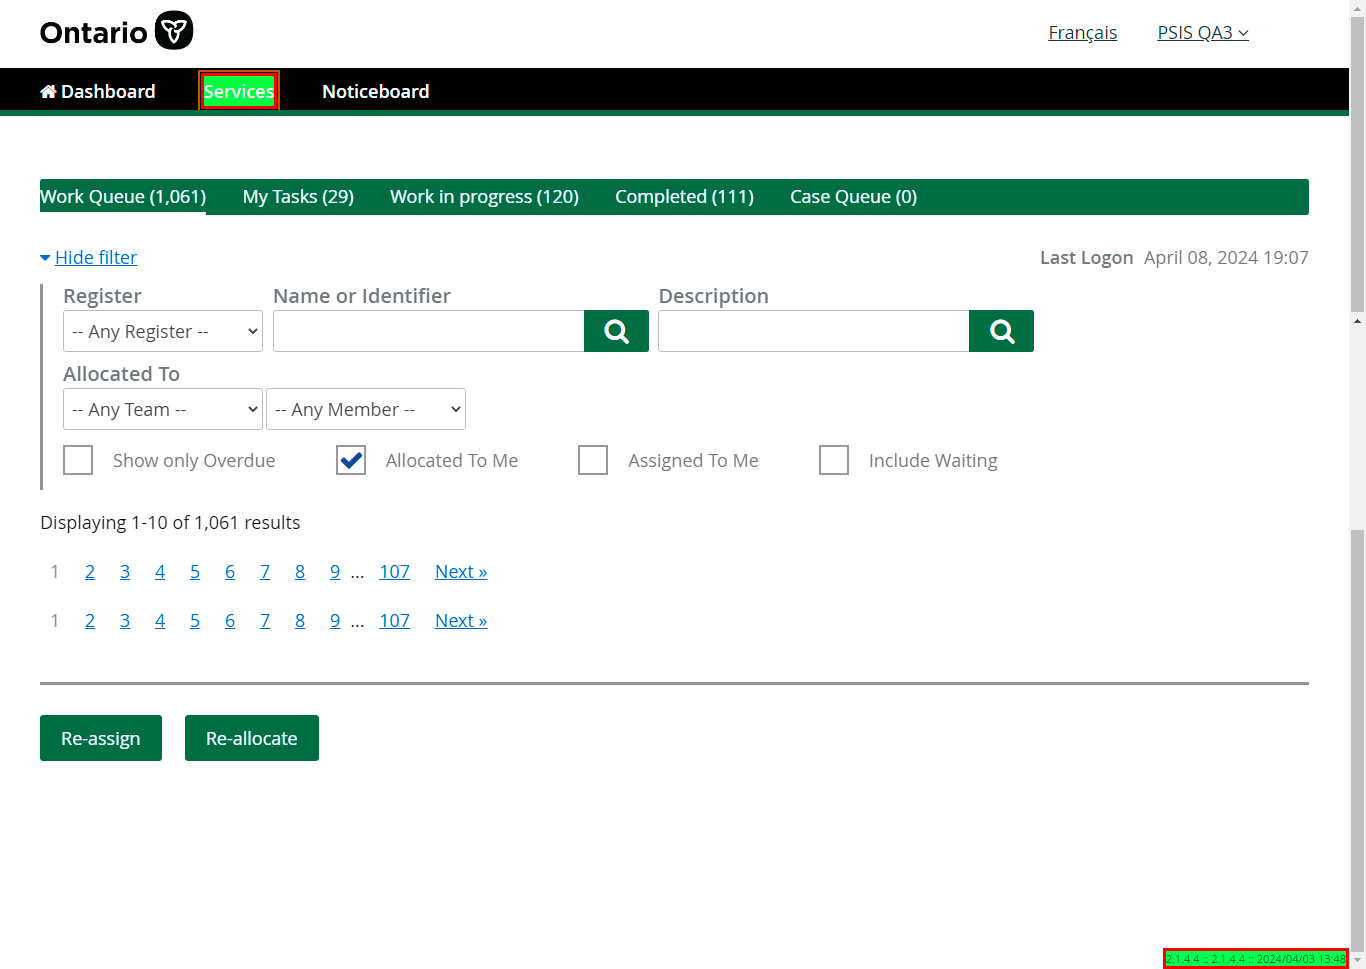 Ontario
Français PSIS QA3
Dashboard Services Noticeboard
Work Queue (1,061) My Tasks (29) Work in progress (120) Completed (111) Case Queue (0)
Hide filter Last Logon April 08, 2024 19:07
Register Name or Identifier Description
-- Any Register --
Allocated To
-- Any Team -- -- Any Member --
Show only Overdue Allocated To Me Assigned To Me Include Waiting
Displaying 1-10 of 1,061 results
1 2 3 4 5 6 7 8 9 ... 107 Next »
1 2 3 4 5 6 7 8 9 ... 107 Next »
Re-assign Re-allocate
2.1.4.4 :: 2.1.4.4 :: 2024/04/03 13:48